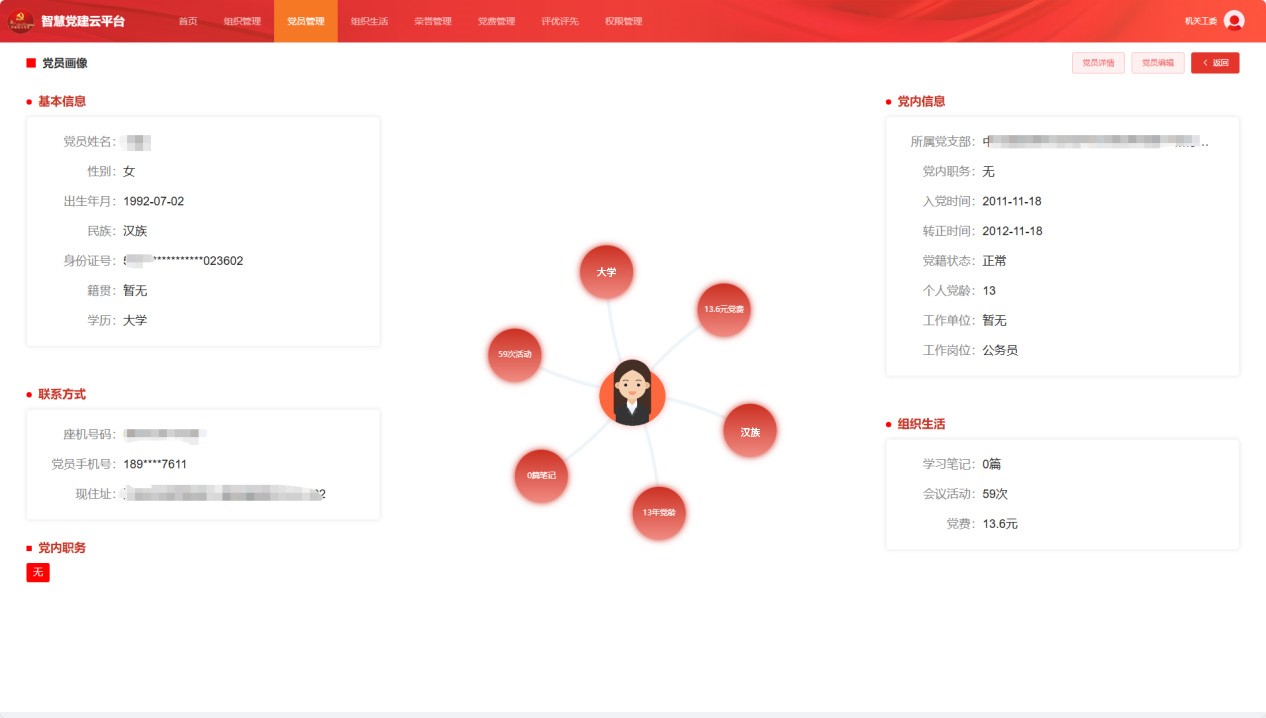 智慧党建云平台
首页 组织管理 党员管理 组织生活 荣誉管理 党费管理 评优评先 权限管理
机关工委
党员画像
党员详情 党员编辑 < 返回
基本信息
党员姓名:
性别: 女
出生年月: 1992-07-02
民族: 汉族
身份证号: ***********023602
籍贯: 暂无
学历: 大学
联系方式
座机号码:
党员手机号: 189****7611
现住址:
党内职务
无
大学
13.6元党费
59次活动
汉族
0篇笔记
13年党龄
党内信息
所属党支部:
党内职务: 无
入党时间: 2011-11-18
转正时间: 2012-11-18
党籍状态: 正常
个人党龄: 13
工作单位: 暂无
工作岗位: 公务员
组织生活
学习笔记: 0篇
会议活动: 59次
党费: 13.6元